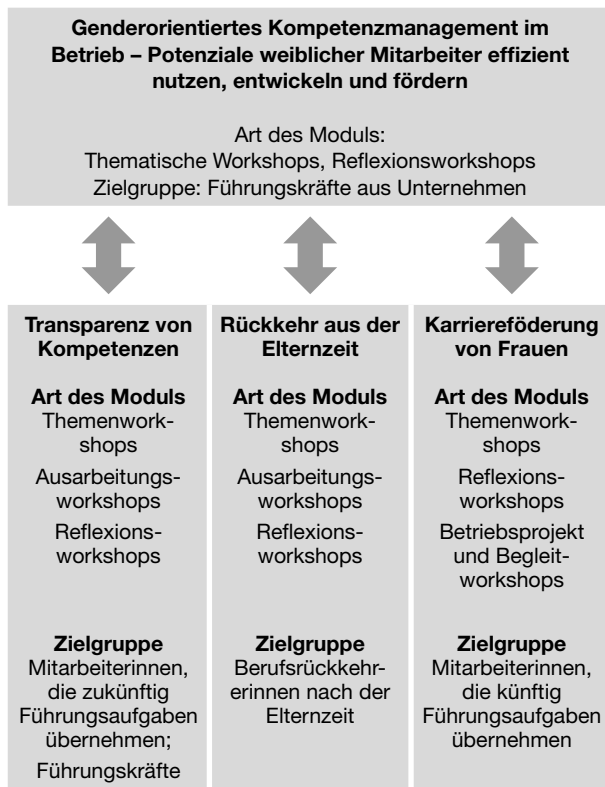 Genderorientiertes Kompetenzmanagement im
Betrieb – Potenziale weiblicher Mitarbeiter effizient
nutzen, entwickeln und fördern
Art des Moduls:
Thematische Workshops, Reflexionsworkshops
Zielgruppe: Führungskräfte aus Unternehmen
Transparenz von
Kompetenzen
Art des Moduls
Themenwork-
shops
Ausarbeitungs-
workshops
Reflexions-
workshops
Zielgruppe
Mitarbeiterinnen,
die zukünftig
Führungsaufgaben
übernehmen;
Führungskräfte
Rückkehr aus der
Elternzeit
Art des Moduls
Themenwork-
shops
Ausarbeitungs-
workshops
Reflexions-
workshops
Zielgruppe
Berufsrückkehr-
erinnen nach der
Elternzeit
Karriereföderung
von Frauen
Art des Moduls
Themenwork-
shops
Reflexions-
workshops
Betriebsprojekt
und Begleit-
workshops
Zielgruppe
Mitarbeiterinnen,
die künftig
Führungsaufgaben
übernehmen